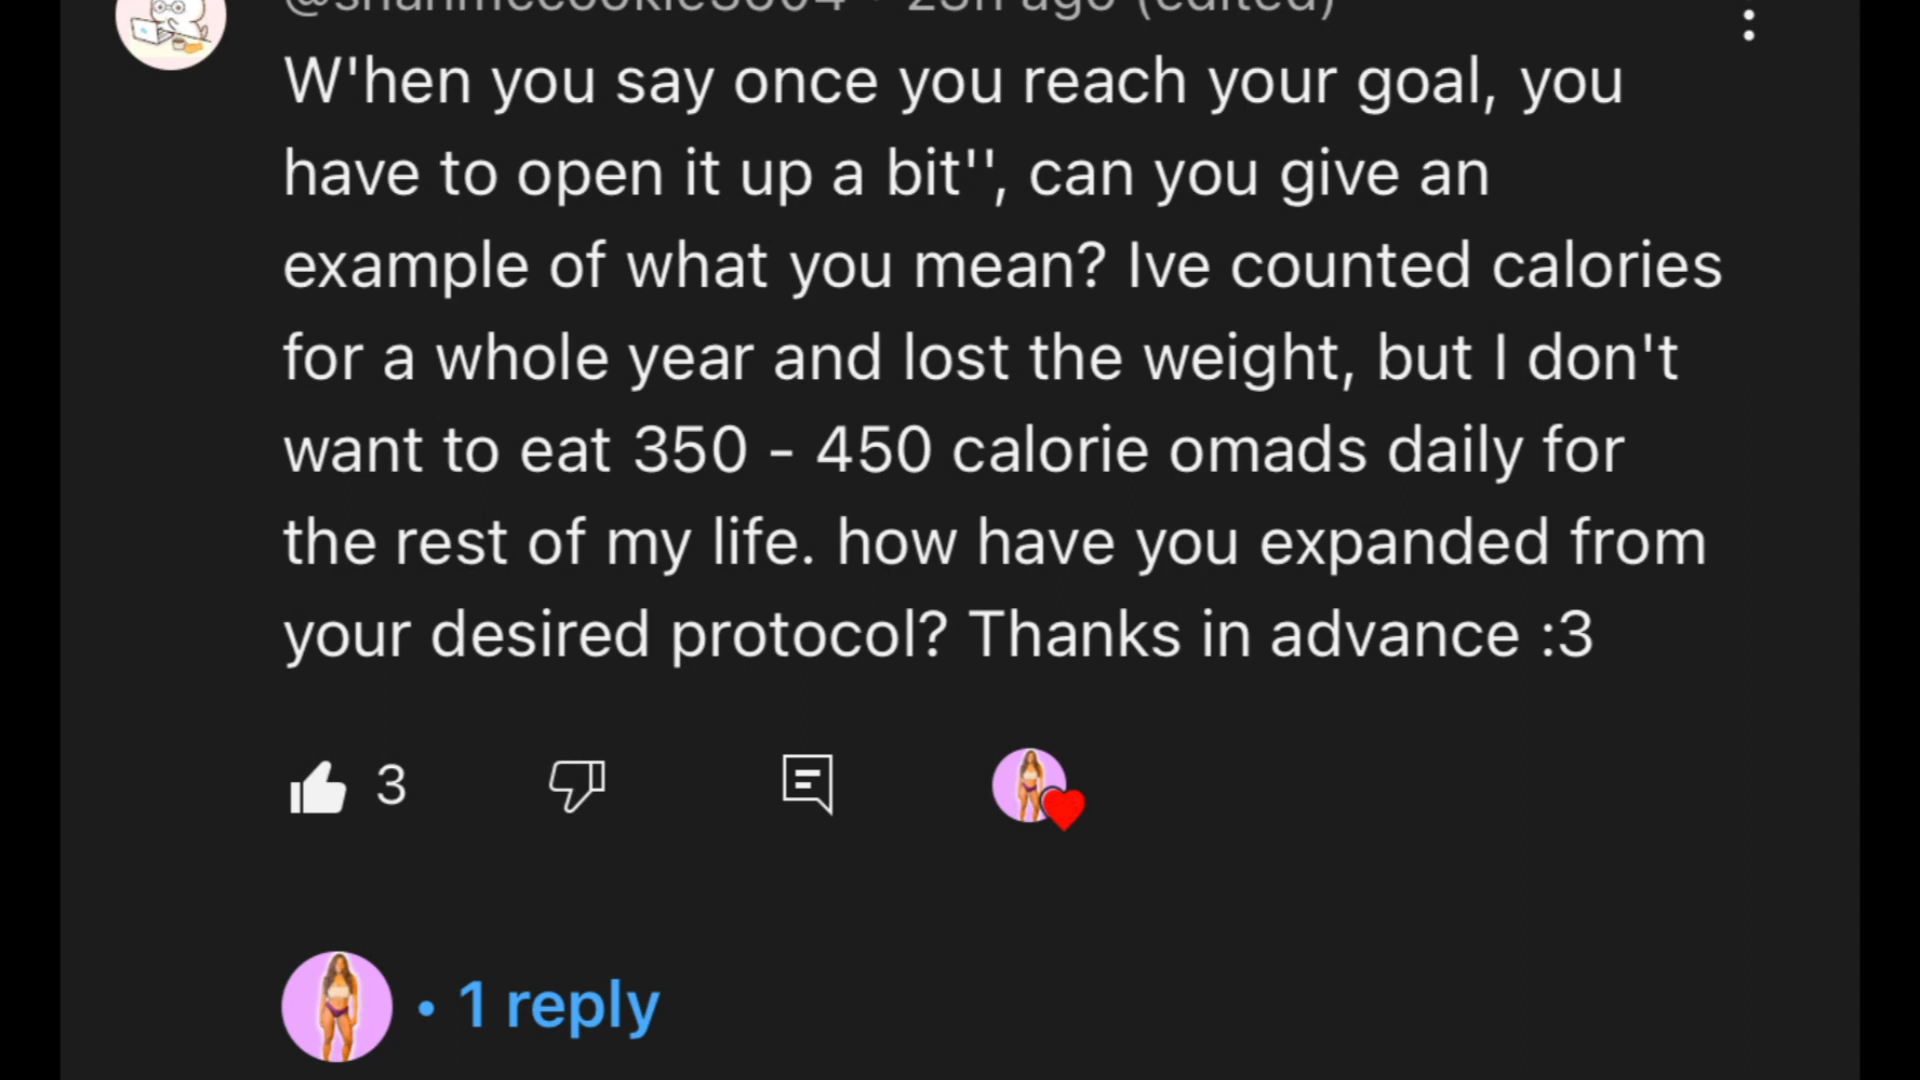 W'hen you say once you reach your goal, you
have to open it up a bit'', can you give an
example of what you mean? Ive counted calories
for a whole year and lost the weight, but I don't
want to eat 350 - 450 calorie omads daily for
the rest of my life. how have you expanded from
your desired protocol? Thanks in advance :3
3
• 1 reply